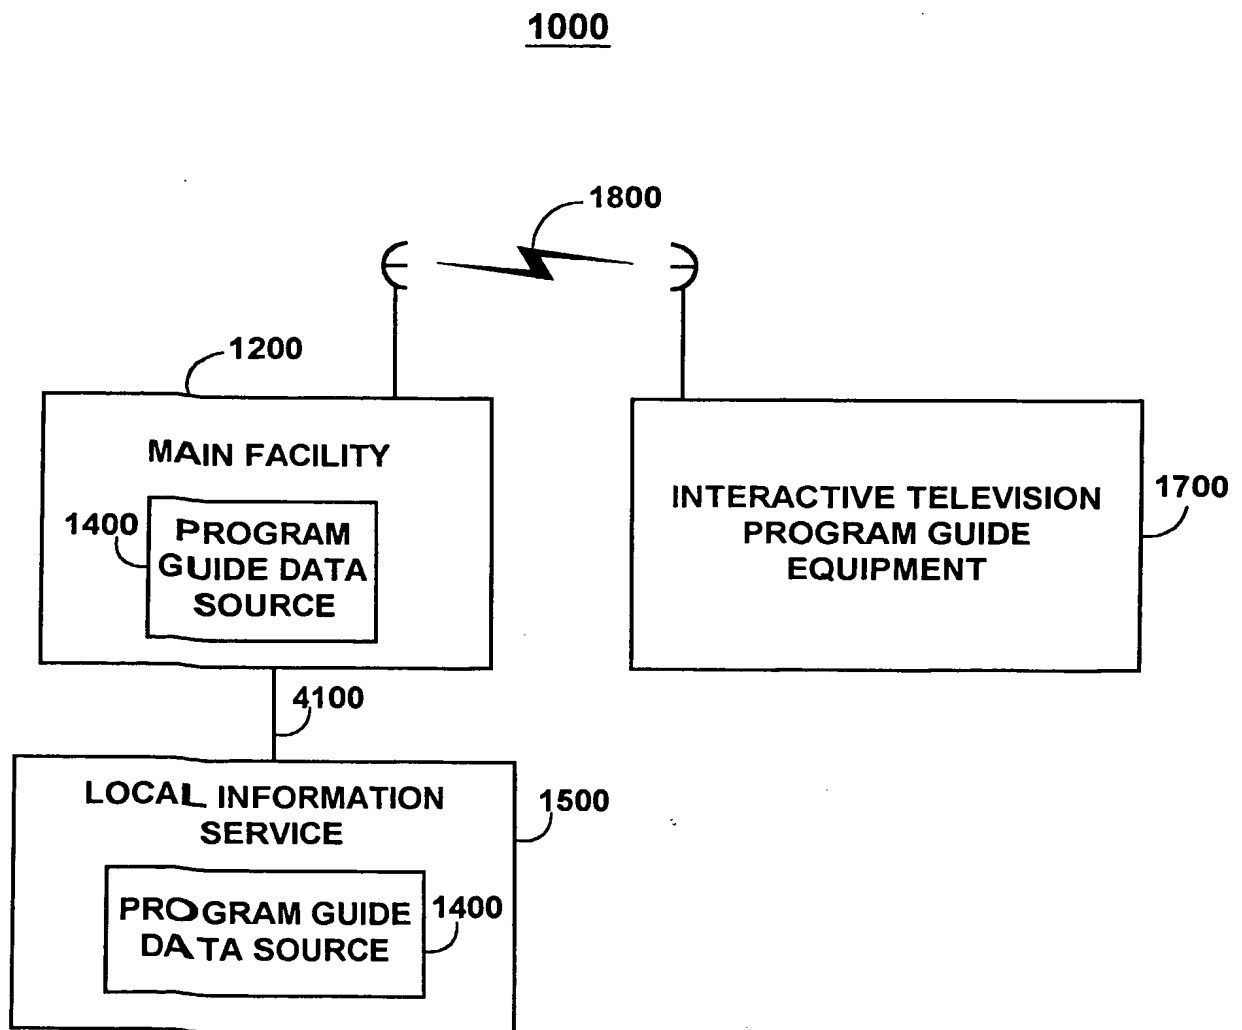 1000
1800
1200
MAIN FACILITY
1400
PROGRAM
GUIDE DATA
SOURCE
INTERACTIVE TELEVISION
PROGRAM GUIDE
EQUIPMENT
1700
4100
LOCAL INFORMATION
SERVICE
1500
PROGRAM GUIDE
DATA SOURCE
1400